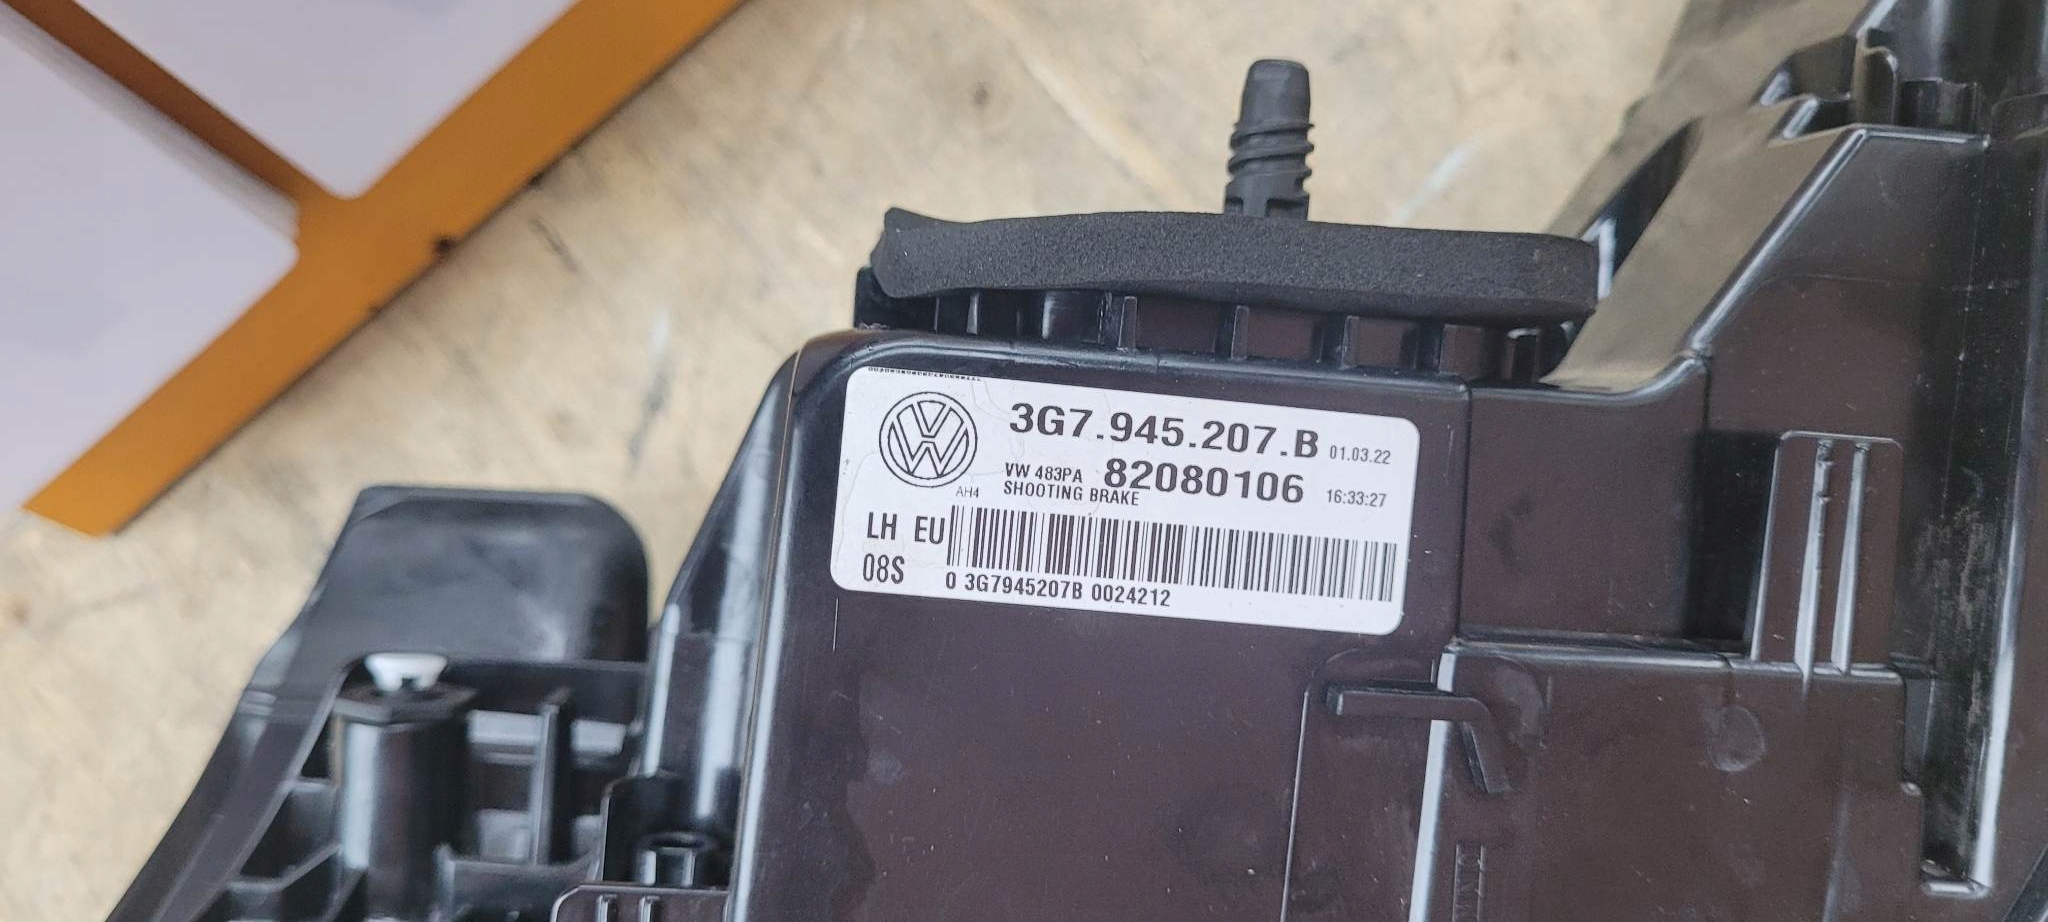 3G7.945.207.B 01.03.22
VW 483PA 82080106 16:33:27
AH4 SHOOTING BRAKE
LH EU
08S
0 3G7945207B 0024212